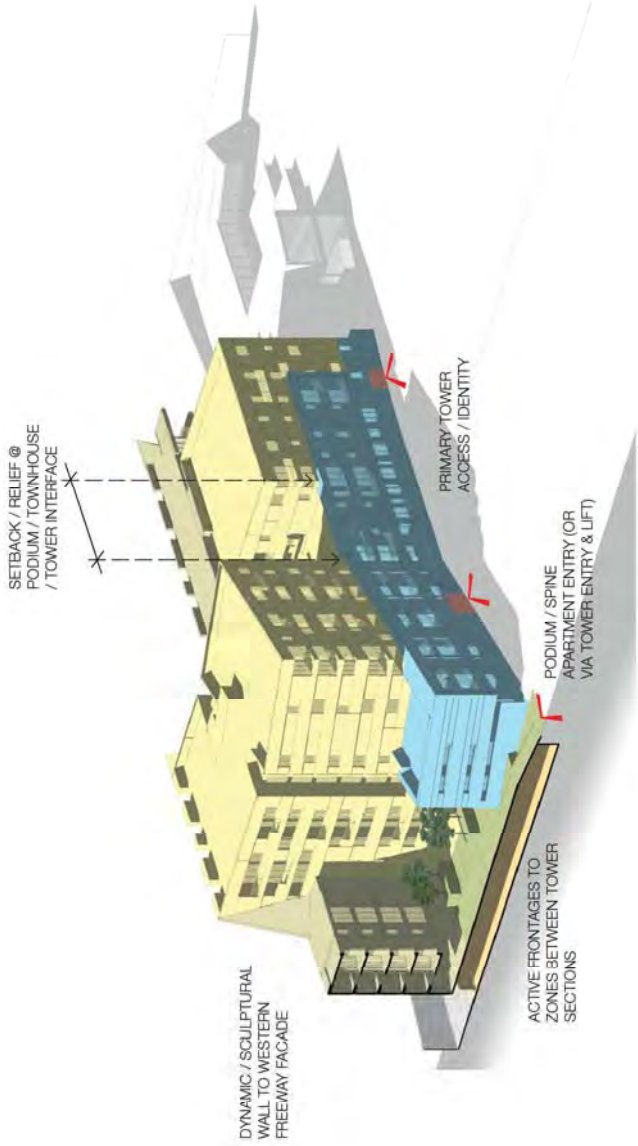 SETBACK / RELIEF @
PODIUM / TOWNHOUSE
/ TOWER INTERFACE
DYNAMIC / SCULPTURAL
WALL TO WESTERN
FREEWAY FACADE
PRIMARY TOWER
ACCESS / IDENTITY
PODIUM / SPINE
APARTMENT ENTRY (OR
VIA TOWER ENTRY & LIFT)
ACTIVE FRONTAGES TO
ZONES BETWEEN TOWER
SECTIONS